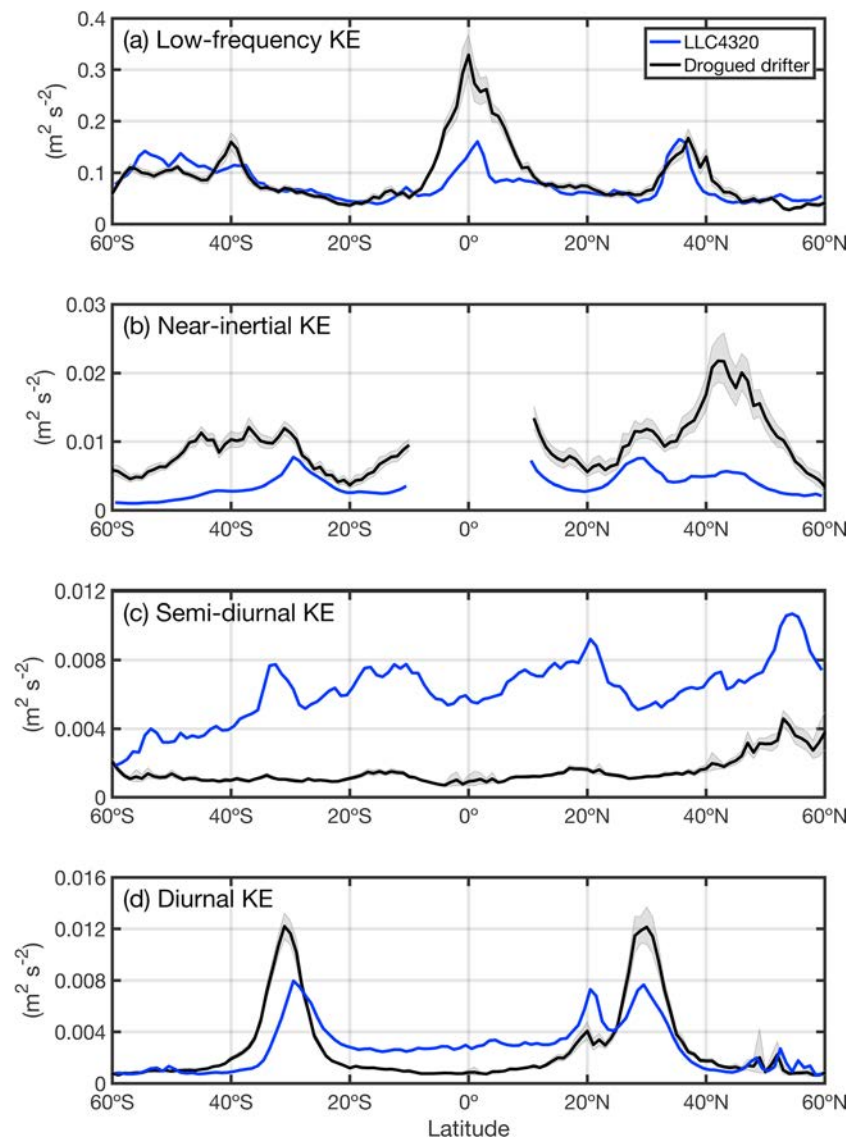 (a) Low-frequency KE
LLC4320
Drogued drifter
(m² s⁻²)
0.4
0.3
0.2
0.1
0
60ºS 40ºS 20ºS 0º 20ºN 40ºN 60ºN
(b) Near-inertial KE
(m² s⁻²)
0.03
0.02
0.01
0
60ºS 40ºS 20ºS 0º 20ºN 40ºN 60ºN
(c) Semi-diurnal KE
(m² s⁻²)
0.012
0.008
0.004
0
60ºS 40ºS 20ºS 0º 20ºN 40ºN 60ºN
(d) Diurnal KE
(m² s⁻²)
0.016
0.012
0.008
0.004
0
60ºS 40ºS 20ºS 0º 20ºN 40ºN 60ºN
Latitude